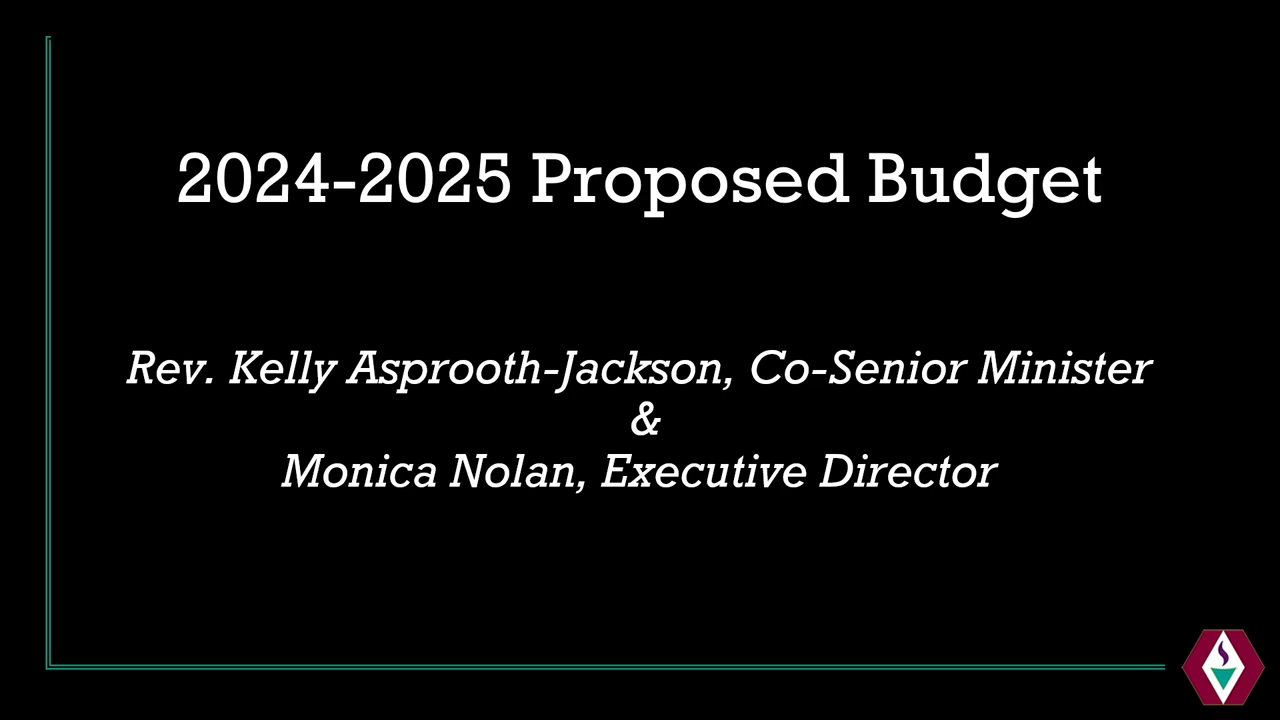 2024-2025 Proposed Budget
Rev. Kelly Asprooth-Jackson, Co-Senior Minister
&
Monica Nolan, Executive Director